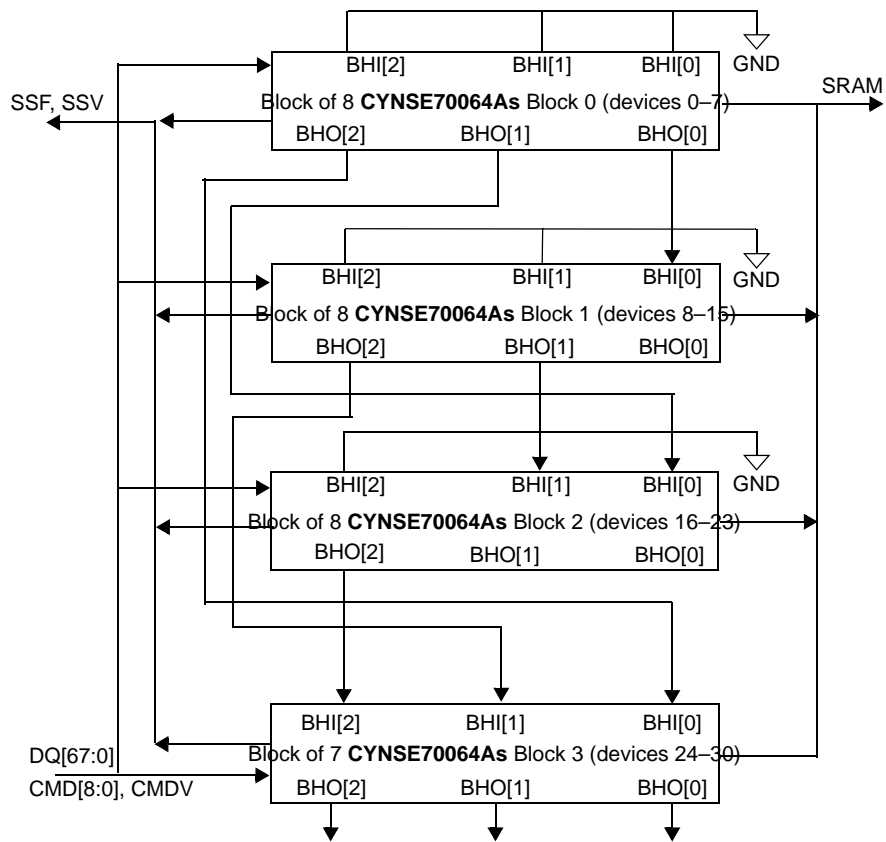 BHI[2] BHI[1] BHI[0] GND
SSF, SSV
SRAM
Block of 8 CYNSE70064As Block 0 (devices 0–7)
BHO[2] BHO[1] BHO[0]
BHI[2] BHI[1] BHI[0] GND
Block of 8 CYNSE70064As Block 1 (devices 8–15)
BHO[2] BHO[1] BHO[0]
BHI[2] BHI[1] BHI[0] GND
Block of 8 CYNSE70064As Block 2 (devices 16–23)
BHO[2] BHO[1] BHO[0]
BHI[2] BHI[1] BHI[0]
DQ[67:0]
Block of 7 CYNSE70064As Block 3 (devices 24–30)
CMD[8:0], CMDV
BHO[2] BHO[1] BHO[0]